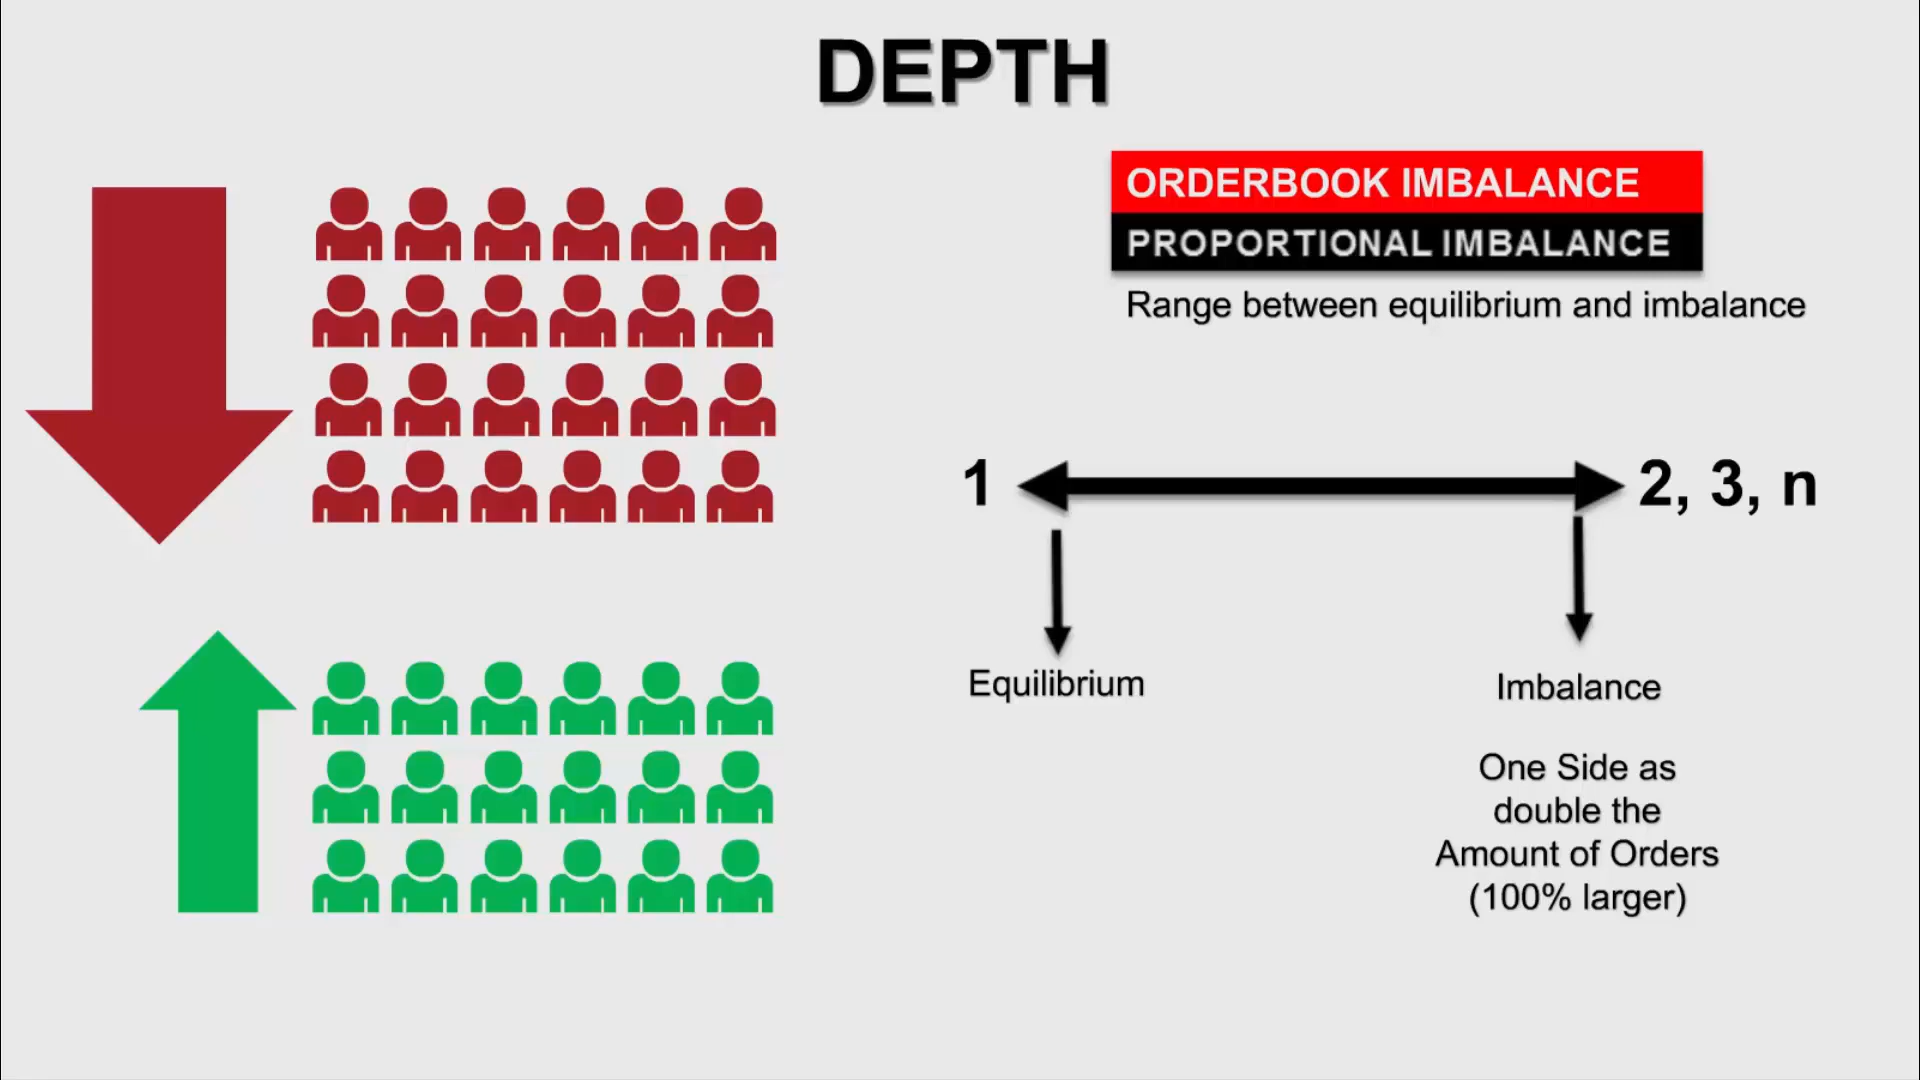 DEPTH
ORDERBOOK IMBALANCE
PROPORTIONAL IMBALANCE
Range between equilibrium and imbalance
1
2, 3, n
Equilibrium
Imbalance
One Side as
double the
Amount of Orders
(100% larger)